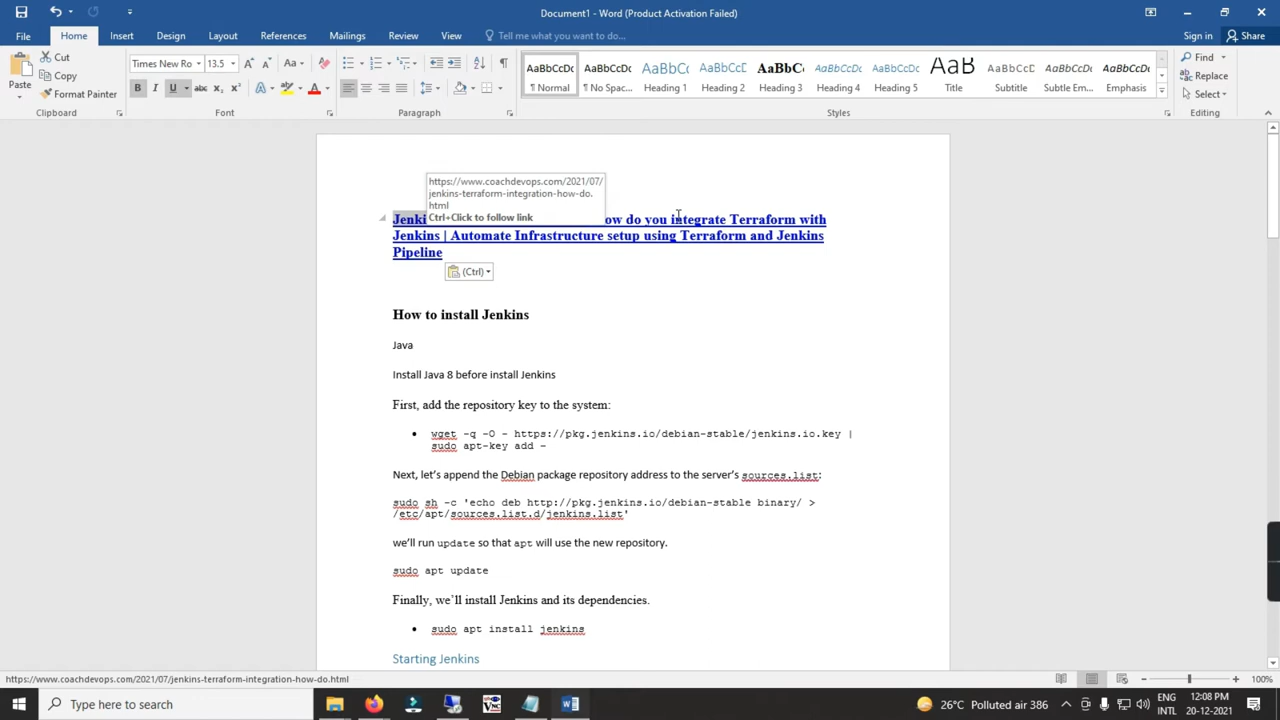 Document1 - Word (Product Activation Failed)
File Home Insert Design Layout References Mailings Review View Tell me what you want to do... Sign in Share
Paste Cut Copy Format Painter
Times New Ro 13.5
AaBbCcDc AaBbCcDc AaBbCc AaBbCcD AaBbC AaBbCcDc AaBbCcDc AaB AaBbCcD AaBbCcDc AaBbCcDc
¶ Normal ¶ No Spac... Heading 1 Heading 2 Heading 3 Heading 4 Heading 5 Title Subtitle Subtle Em... Emphasis
Find Replace Select
Clipboard Font Paragraph Styles Editing
https://www.coachdevops.com/2021/07/
jenkins-terraform-integration-how-do.
html
Ctrl+Click to follow link
Jenki ow do you integrate Terraform with
Jenkins | Automate Infrastructure setup using Terraform and Jenkins
Pipeline
(Ctrl)
How to install Jenkins
Java
Install Java 8 before install Jenkins
First, add the repository key to the system:
• wget -q -O - https://pkg.jenkins.io/debian-stable/jenkins.io.key |
sudo apt-key add -
Next, let’s append the Debian package repository address to the server’s sources.list:
sudo sh -c 'echo deb http://pkg.jenkins.io/debian-stable binary/ >
/etc/apt/sources.list.d/jenkins.list'
we’ll run update so that apt will use the new repository.
sudo apt update
Finally, we’ll install Jenkins and its dependencies.
• sudo apt install jenkins
Starting Jenkins
https://www.coachdevops.com/2021/07/jenkins-terraform-integration-how-do.html
100%
Type here to search
26°C Polluted air 386
ENG
INTL
12:08 PM
20-12-2021